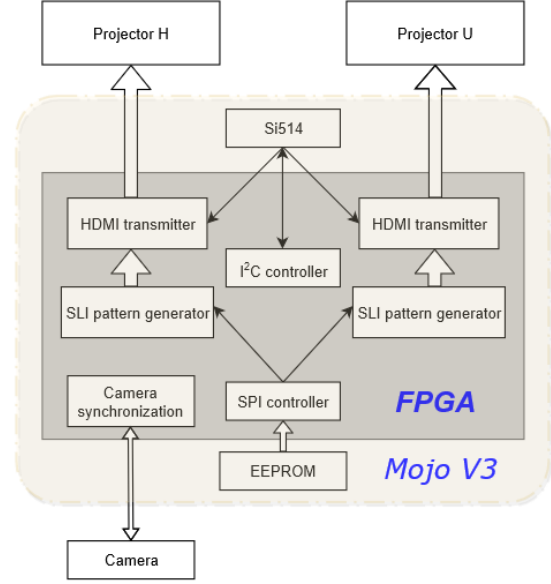 Projector H
Projector U
Si514
HDMI transmitter
HDMI transmitter
I²C controller
SLI pattern generator
SLI pattern generator
Camera
synchronization
SPI controller
FPGA
EEPROM
Mojo V3
Camera